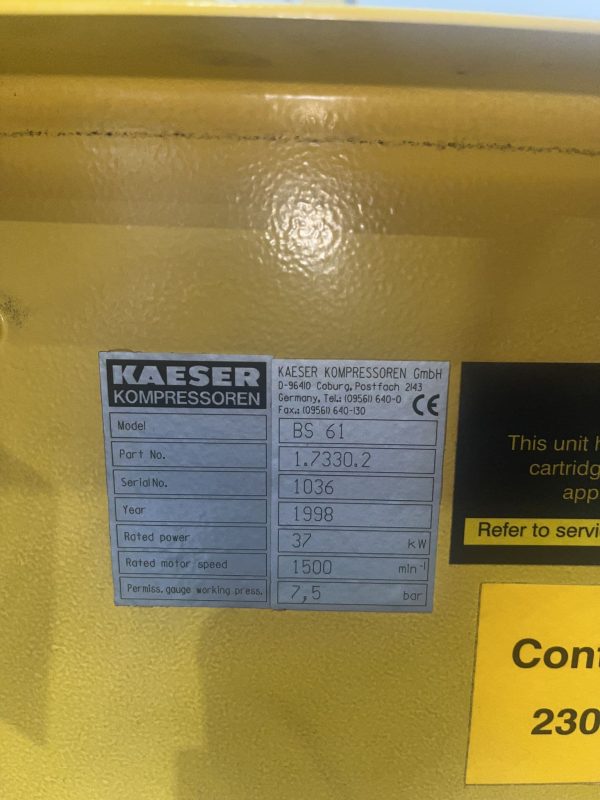 KAESER
KOMPRESSOREN
KAESER KOMPRESSOREN GmbH
D-96410 Coburg, Postfach 2143
Germany, Tel.: (09561) 640-0
Fax.: (09561) 640-130
CE
Model BS 61
Part No. 1.7330.2
Serial No. 1036
Year 1998
Rated power 37 kW
Rated motor speed 1500 min⁻¹
Permiss. gauge working press. 7,5 bar
This unit h
cartridg
app
Refer to servi
Cont
230